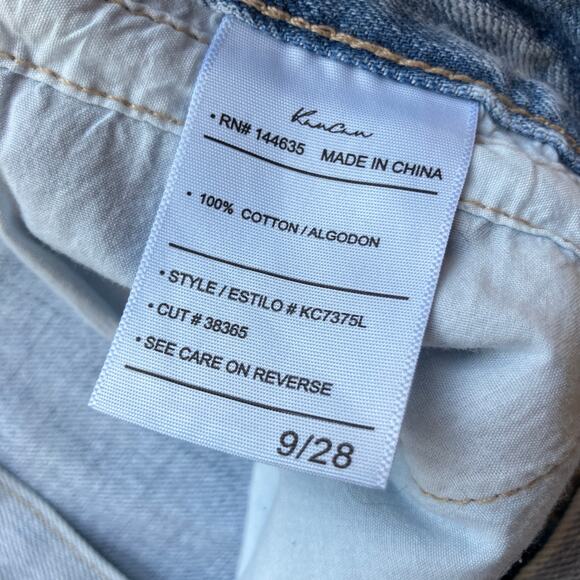 KanCan
• RN# 144635 MADE IN CHINA
• 100% COTTON / ALGODON
• STYLE / ESTILO # KC7375L
• CUT # 38365
• SEE CARE ON REVERSE
9/28